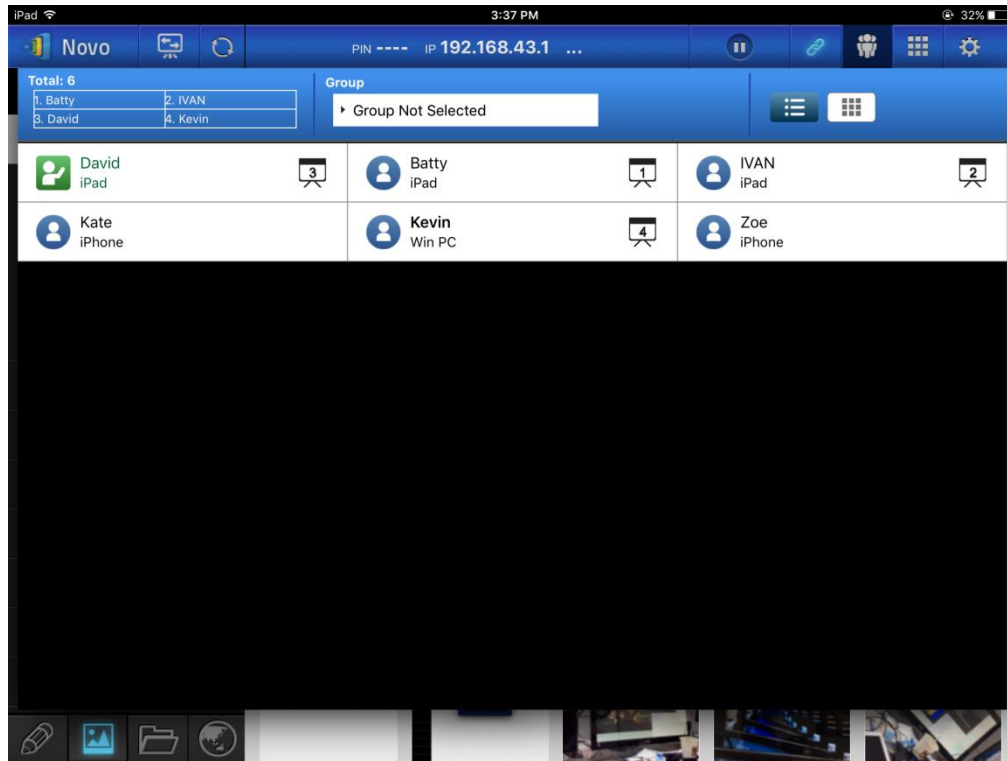 iPad 3:37 PM 32%
Novo PIN ---- IP 192.168.43.1 ...
Total: 6
1. Batty 2. IVAN
3. David 4. Kevin
Group
Group Not Selected
David
iPad
3
Batty
iPad
1
IVAN
iPad
2
Kate
iPhone
Kevin
Win PC
4
Zoe
iPhone